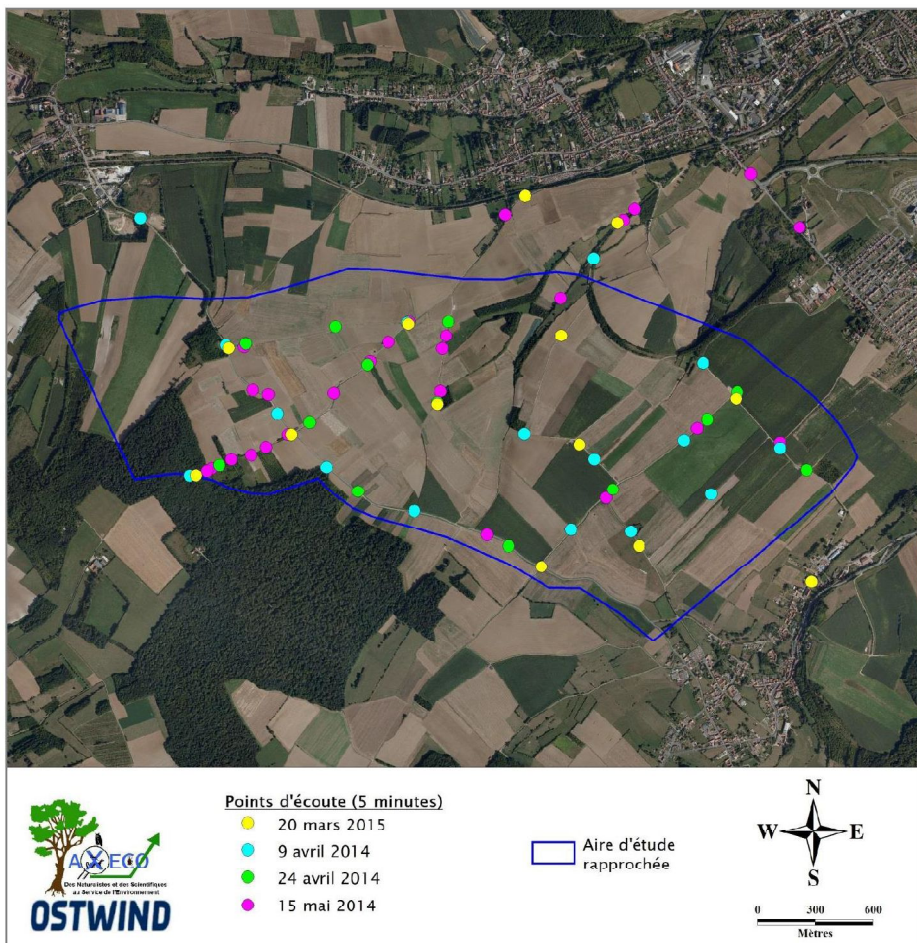 Points d'écoute (5 minutes)
20 mars 2015
9 avril 2014
24 avril 2014
15 mai 2014
Aire d'étude
rapprochée
N
W E
S
0 300 600
Mètres
AXECO
Des Naturalistes et des Scientifiques
au Service de l'Environnement
OSTWIND